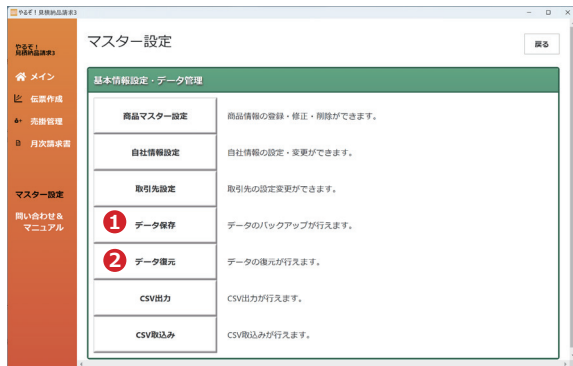 やるぞ！見積納品請求3
やるぞ！
見積納品請求3
メイン
伝票作成
売掛管理
月次請求書
マスター設定
問い合わせ&
マニュアル
マスター設定
戻る
基本情報設定・データ管理
商品マスター設定
商品情報の登録・修正・削除ができます。
自社情報設定
自社情報の設定・変更ができます。
取引先設定
取引先の設定変更ができます。
1 データ保存
データのバックアップが行えます。
2 データ復元
データの復元が行えます。
CSV出力
CSV出力が行えます。
CSV取込み
CSV取込みが行えます。